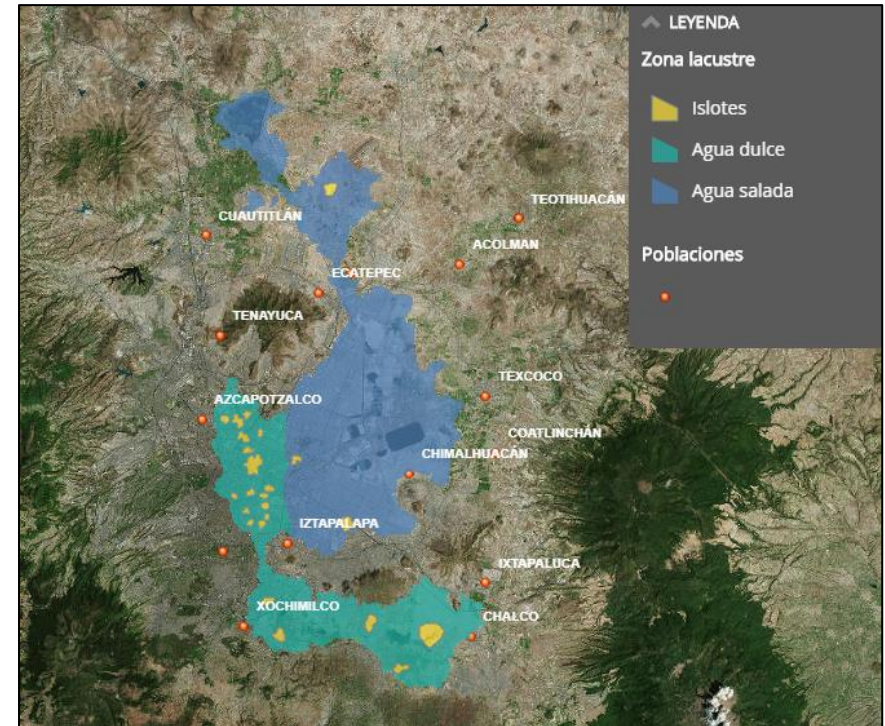 LEYENDA
Zona lacustre
Islotes
Agua dulce
Agua salada
Poblaciones
TEOTIHUACÁN
CUAUTITLÁN
ACOLMAN
ECATEPEC
TENAYUCA
TEXCOCO
AZCAPOTZALCO
COATLINCHÁN
CHIMALHUACÁN
IZTAPALAPA
IXTAPALUCA
XOCHIMILCO
CHALCO